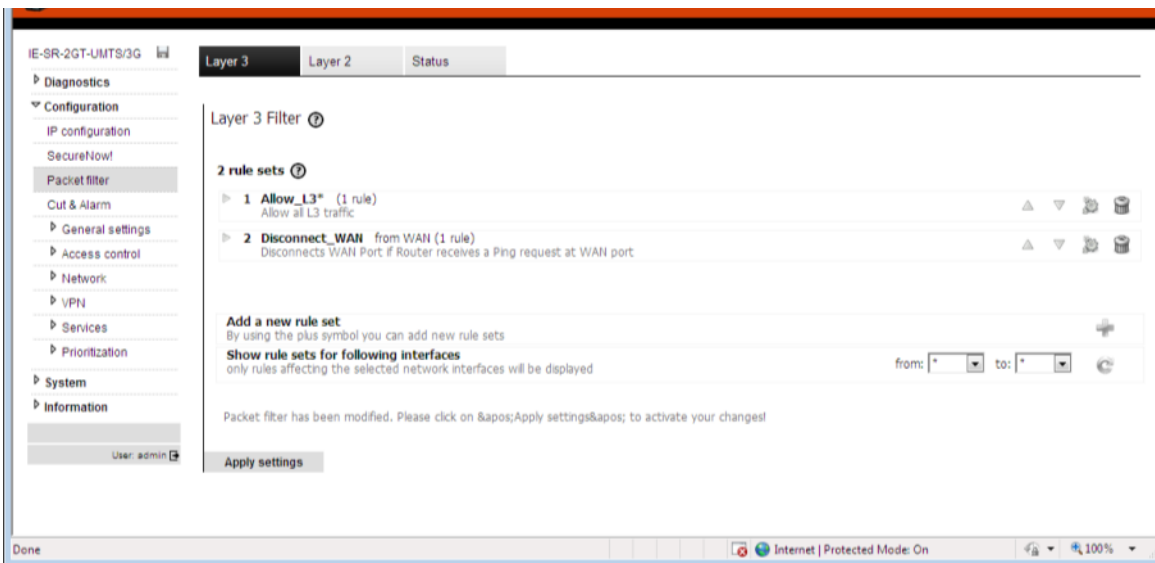 IE-SR-2GT-UMTS/3G
Diagnostics
Configuration
IP configuration
SecureNow!
Packet filter
Cut & Alarm
General settings
Access control
Network
VPN
Services
Prioritization
System
Information
User: admin
Layer 3 Layer 2 Status
Layer 3 Filter ?
2 rule sets ?
1 Allow_L3* (1 rule)
Allow all L3 traffic
2 Disconnect_WAN from WAN (1 rule)
Disconnects WAN Port if Router receives a Ping request at WAN port
Add a new rule set
By using the plus symbol you can add new rule sets
Show rule sets for following interfaces
only rules affecting the selected network interfaces will be displayed
from: * to: *
Packet filter has been modified. Please click on &apos;Apply settings&apos; to activate your changes!
Apply settings
Done Internet | Protected Mode: On 100%